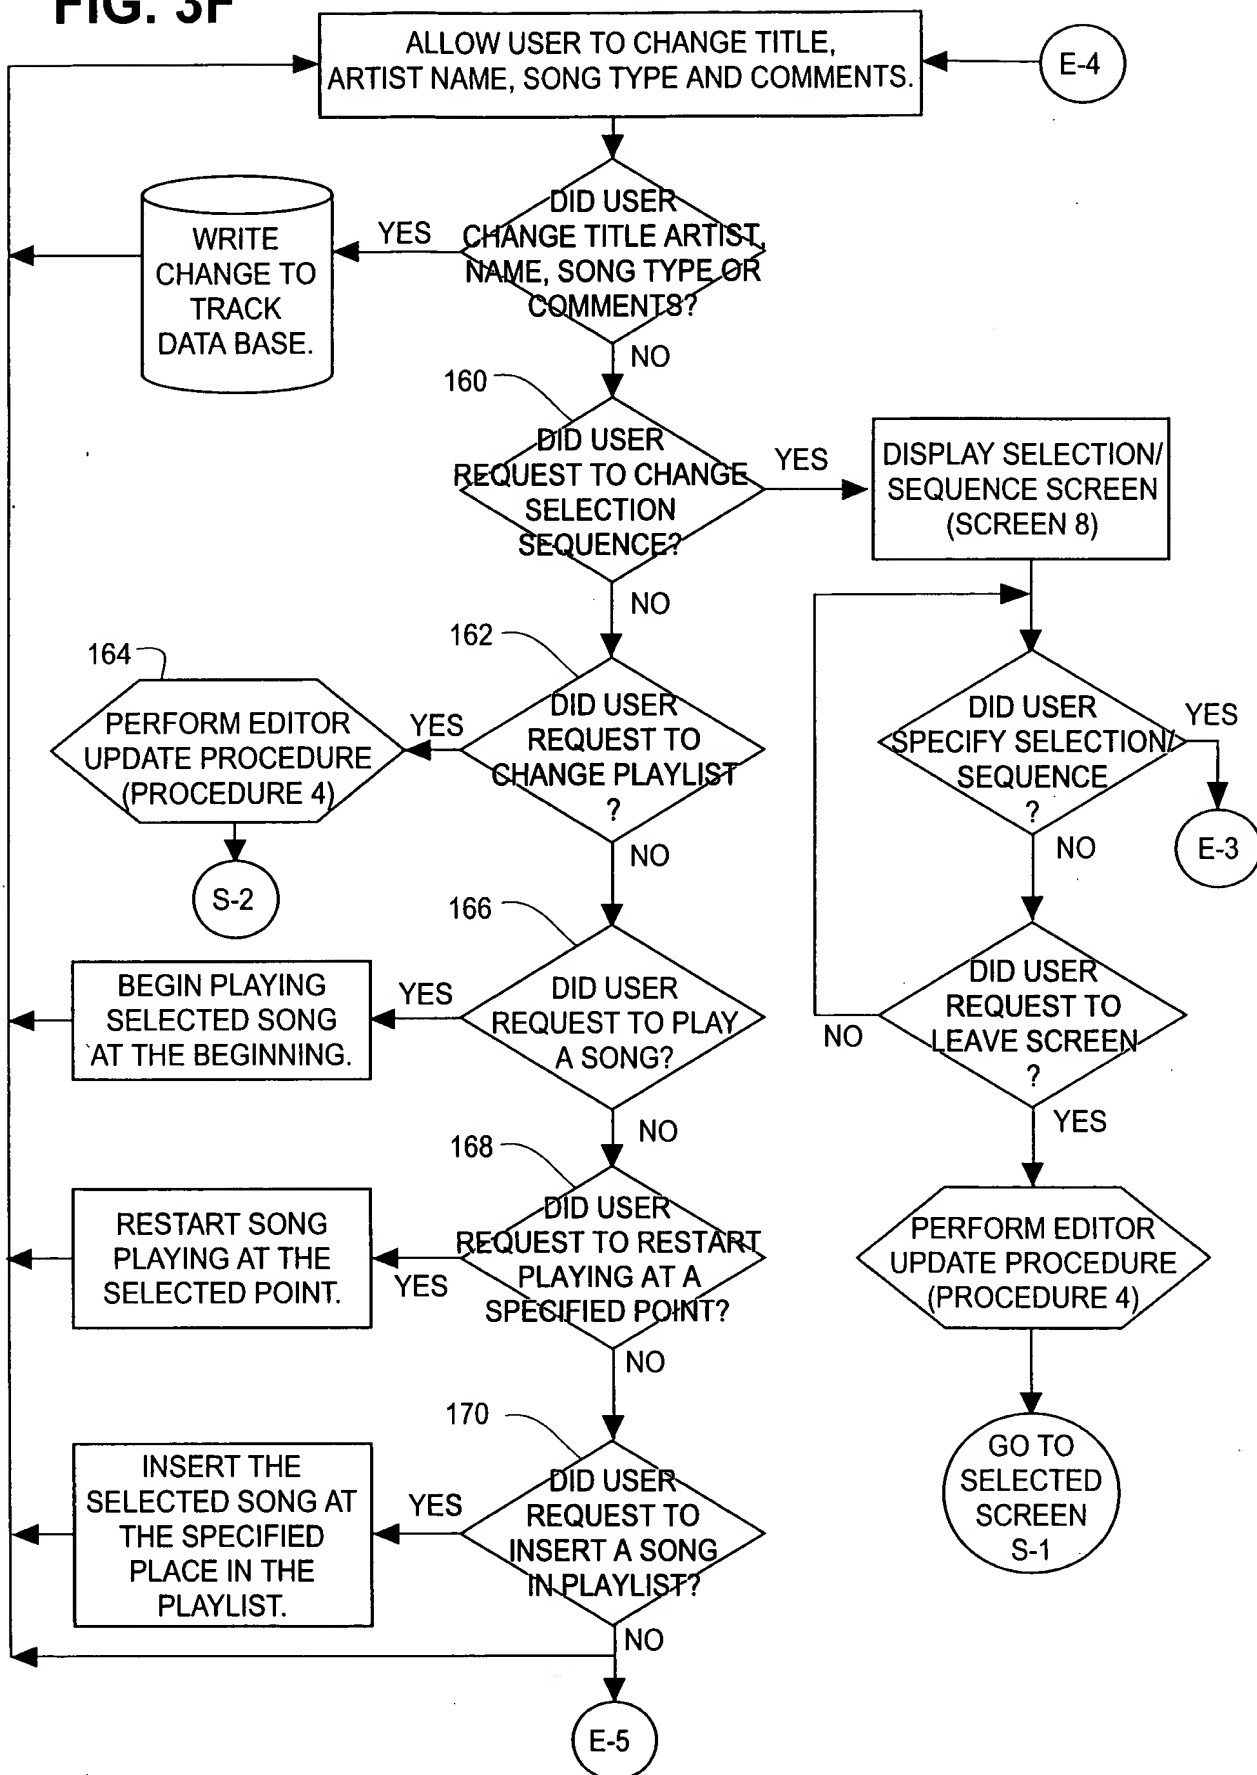 FIG. 3F
ALLOW USER TO CHANGE TITLE,
ARTIST NAME, SONG TYPE AND COMMENTS.
E-4
DID USER
CHANGE TITLE ARTIST,
NAME, SONG TYPE OR
COMMENTS?
YES
WRITE
CHANGE TO
TRACK
DATA BASE.
NO
160
DID USER
REQUEST TO CHANGE
SELECTION
SEQUENCE?
YES
DISPLAY SELECTION/
SEQUENCE SCREEN
(SCREEN 8)
NO
162
DID USER
REQUEST TO
CHANGE PLAYLIST
?
YES
164
PERFORM EDITOR
UPDATE PROCEDURE
(PROCEDURE 4)
S-2
NO
DID USER
SPECIFY SELECTION/
SEQUENCE
?
YES
E-3
NO
166
DID USER
REQUEST TO PLAY
A SONG?
YES
BEGIN PLAYING
SELECTED SONG
AT THE BEGINNING.
NO
DID USER
REQUEST TO
LEAVE SCREEN
?
NO
YES
168
DID USER
REQUEST TO RESTART
PLAYING AT A
SPECIFIED POINT?
YES
RESTART SONG
PLAYING AT THE
SELECTED POINT.
NO
PERFORM EDITOR
UPDATE PROCEDURE
(PROCEDURE 4)
GO TO
SELECTED
SCREEN
S-1
170
DID USER
REQUEST TO
INSERT A SONG
IN PLAYLIST?
YES
INSERT THE
SELECTED SONG AT
THE SPECIFIED
PLACE IN THE
PLAYLIST.
NO
E-5